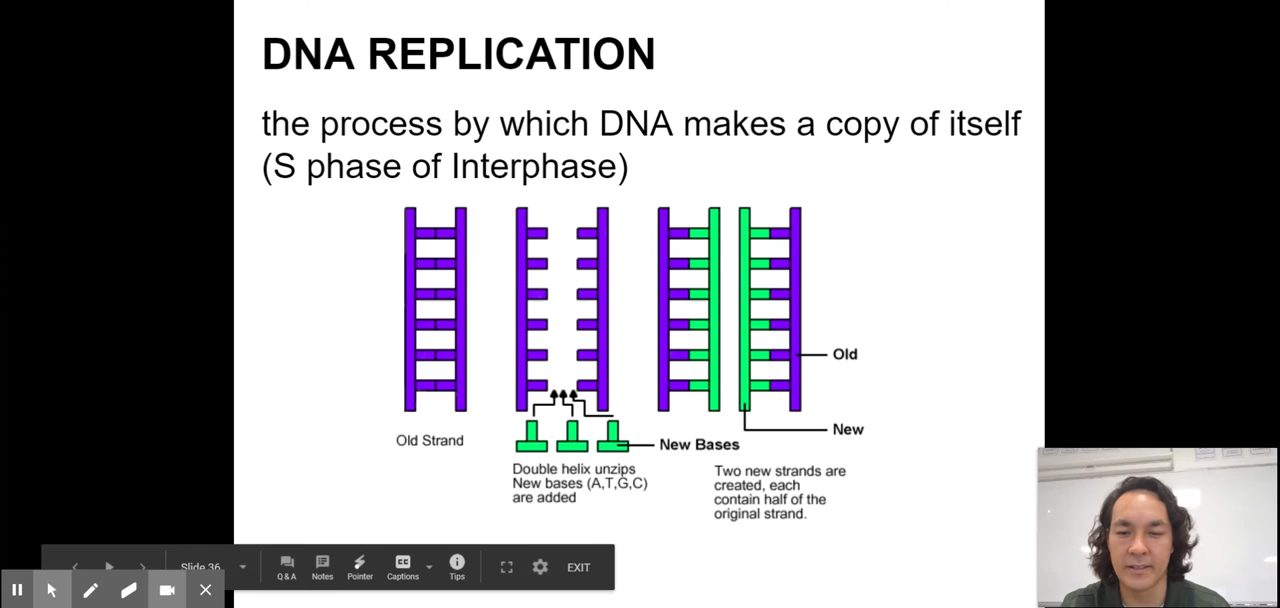 DNA REPLICATION
the process by which DNA makes a copy of itself
(S phase of Interphase)
Old
New
Old Strand
New Bases
Double helix unzips
New bases (A,T,G,C)
are added
Two new strands are
created, each
contain half of the
original strand.
Slide 36
Q & A
Notes
Pointer
CC
Captions
Tips
EXIT